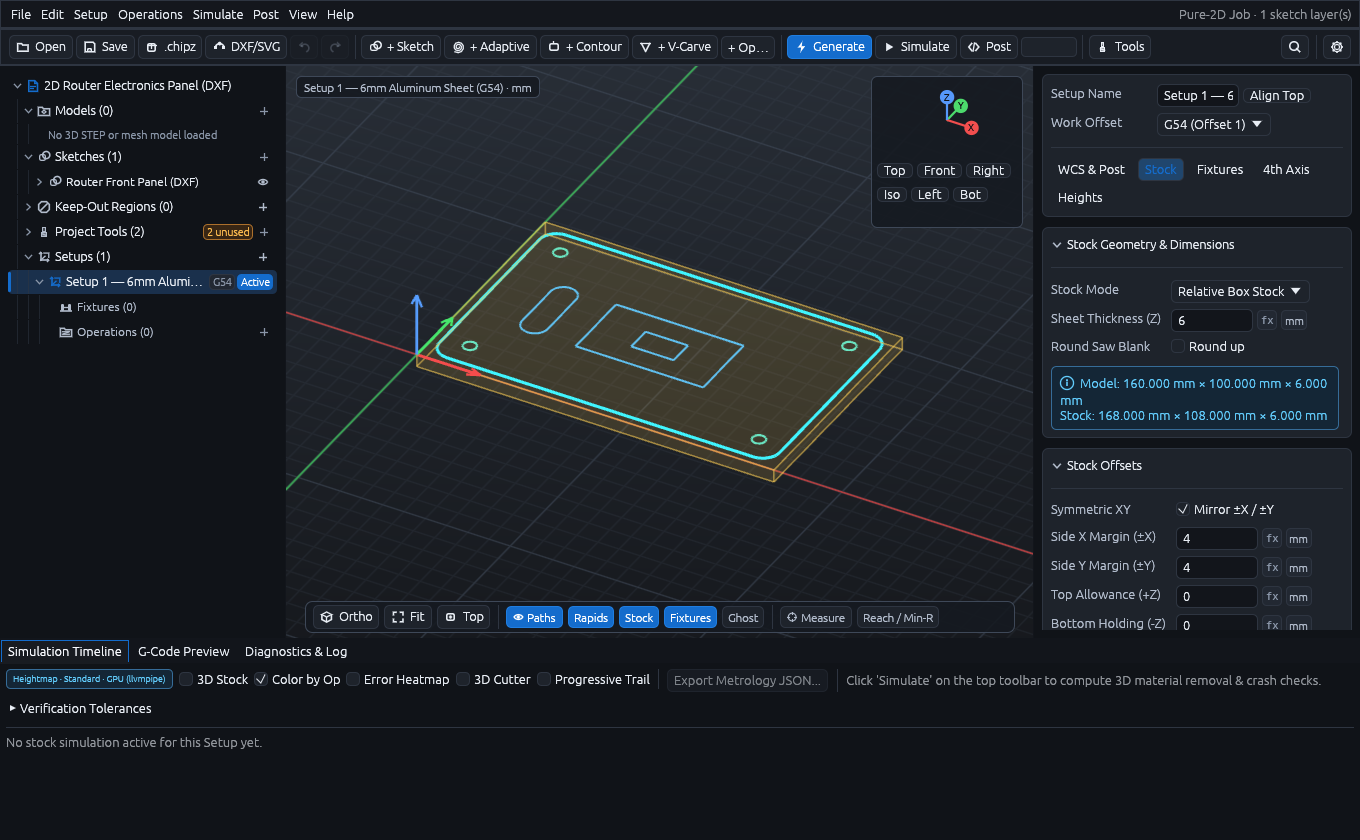 File Edit Setup Operations Simulate Post View Help
Pure-2D Job · 1 sketch layer(s)
Open Save .chipz DXF/SVG + Sketch + Adaptive + Contour + V-Carve + Op... Generate Simulate Post Tools
2D Router Electronics Panel (DXF)
Models (0) +
No 3D STEP or mesh model loaded
Sketches (1) +
Router Front Panel (DXF)
Keep-Out Regions (0) +
Project Tools (2) 2 unused +
Setups (1) +
Setup 1 — 6mm Alumi... G54 Active
Fixtures (0)
Operations (0) +
Setup 1 — 6mm Aluminum Sheet (G54) · mm
Z
Y
X
Top Front Right
Iso Left Bot
Ortho Fit Top Paths Rapids Stock Fixtures Ghost Measure Reach / Min-R
Setup Name Setup 1 — 6 Align Top
Work Offset G54 (Offset 1)
WCS & Post Stock Fixtures 4th Axis
Heights
Stock Geometry & Dimensions
Stock Mode Relative Box Stock
Sheet Thickness (Z) 6 fx mm
Round Saw Blank Round up
Model: 160.000 mm × 100.000 mm × 6.000
mm
Stock: 168.000 mm × 108.000 mm × 6.000 mm
Stock Offsets
Symmetric XY Mirror ±X / ±Y
Side X Margin (±X) 4 fx mm
Side Y Margin (±Y) 4 fx mm
Top Allowance (+Z) 0 fx mm
Bottom Holding (-Z) 0 fx mm
Simulation Timeline G-Code Preview Diagnostics & Log
Heightmap · Standard · GPU (llvmpipe) 3D Stock Color by Op Error Heatmap 3D Cutter Progressive Trail Export Metrology JSON... Click 'Simulate' on the top toolbar to compute 3D material removal & crash checks.
Verification Tolerances
No stock simulation active for this Setup yet.